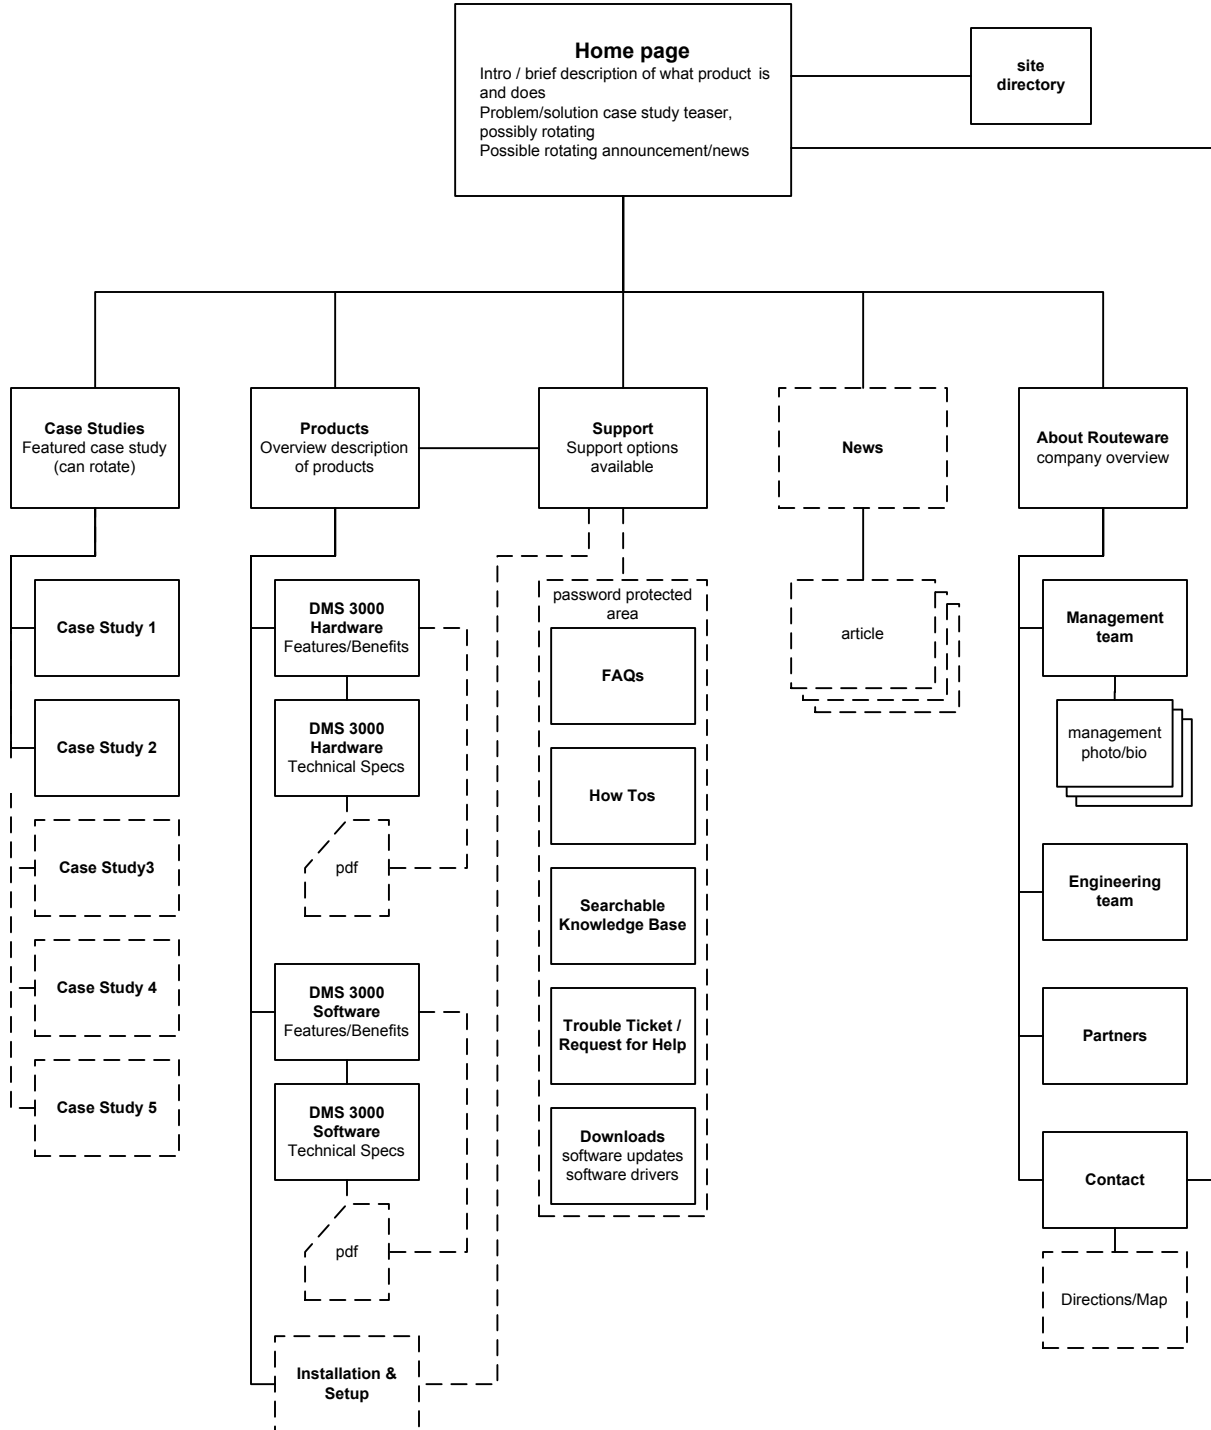 Home page
Intro / brief description of what product is
and does
Problem/solution case study teaser,
possibly rotating
Possible rotating announcement/news
site
directory
Case Studies
Featured case study
(can rotate)
Products
Overview description
of products
Support
Support options
available
News
About Routeware
company overview
Case Study 1
Case Study 2
Case Study3
Case Study 4
Case Study 5
DMS 3000
Hardware
Features/Benefits
DMS 3000
Hardware
Technical Specs
pdf
DMS 3000
Software
Features/Benefits
DMS 3000
Software
Technical Specs
pdf
Installation &
Setup
password protected
area
FAQs
How Tos
Searchable
Knowledge Base
Trouble Ticket /
Request for Help
Downloads
software updates
software drivers
article
Management
team
management
photo/bio
Engineering
team
Partners
Contact
Directions/Map